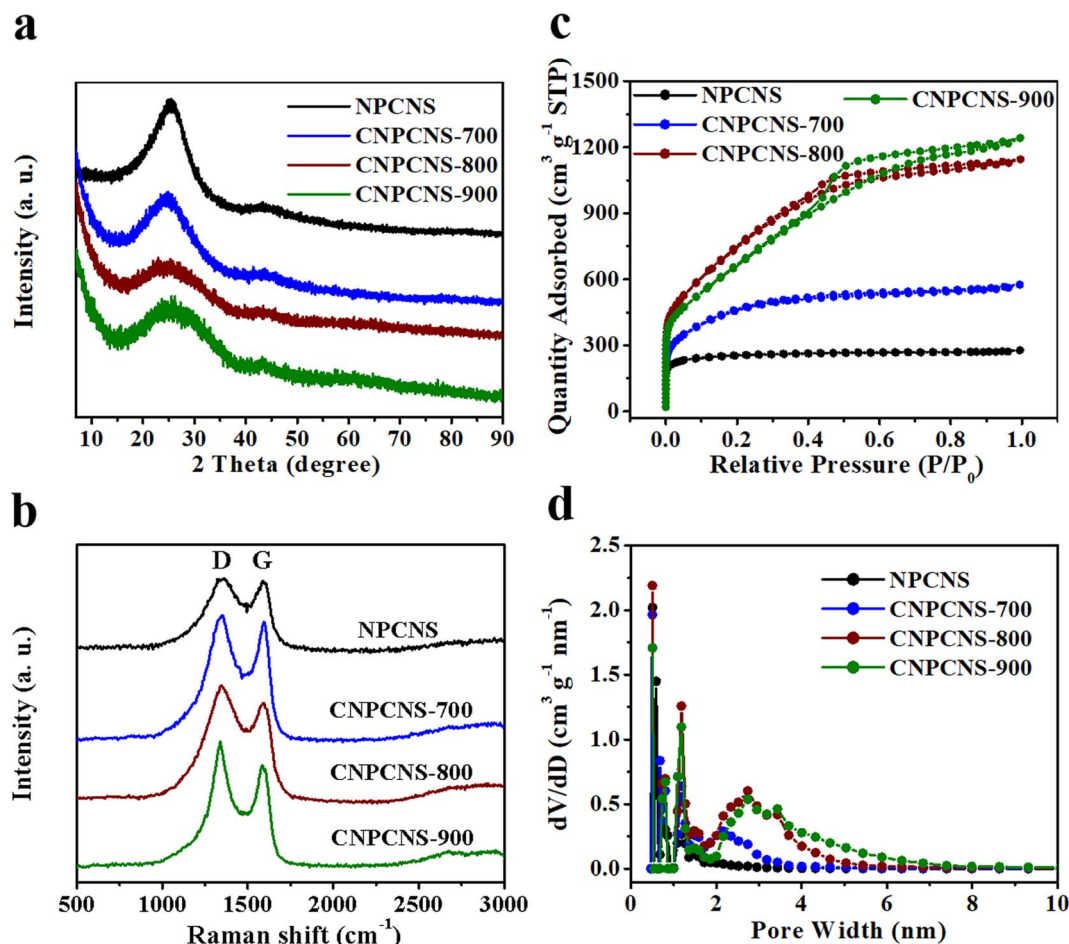 a
NPCNS
CNPCNS-700
CNPCNS-800
CNPCNS-900
Intensity (a. u.)
10 20 30 40 50 60 70 80 90
2 Theta (degree)
c
1500
1200
900
600
300
0
NPCNS
CNPCNS-700
CNPCNS-800
CNPCNS-900
Quantity Adsorbed (cm³ g⁻¹ STP)
0.0 0.2 0.4 0.6 0.8 1.0
Relative Pressure (P/P₀)
b
D G
NPCNS
CNPCNS-700
CNPCNS-800
CNPCNS-900
Intensity (a. u.)
500 1000 1500 2000 2500 3000
Raman shift (cm⁻¹)
d
2.5
2.0
1.5
1.0
0.5
0.0
NPCNS
CNPCNS-700
CNPCNS-800
CNPCNS-900
dV/dD (cm³ g⁻¹ nm⁻¹)
0 2 4 6 8 10
Pore Width (nm)